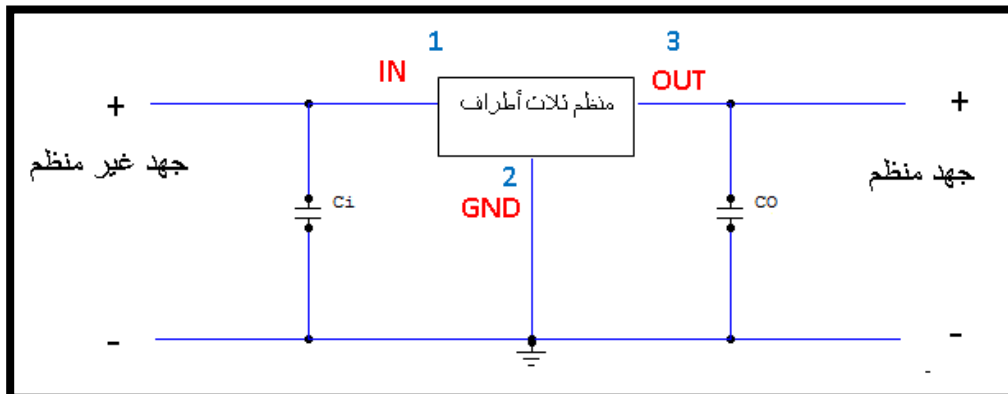 1
3
IN
OUT
منظم ثلاث أطراف
+
+
جهد غير منظم
جهد منظم
2
GND
Ci
CO
-
-
-